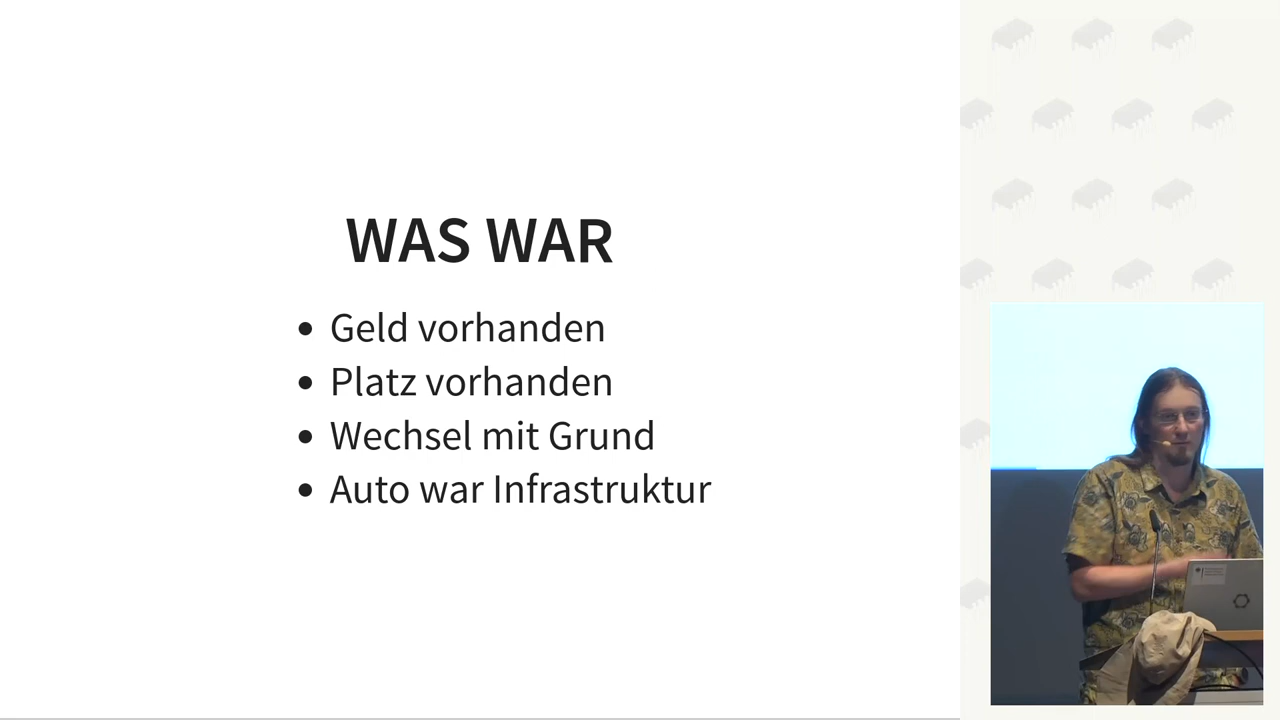 WAS WAR
Geld vorhanden
Platz vorhanden
Wechsel mit Grund
Auto war Infrastruktur